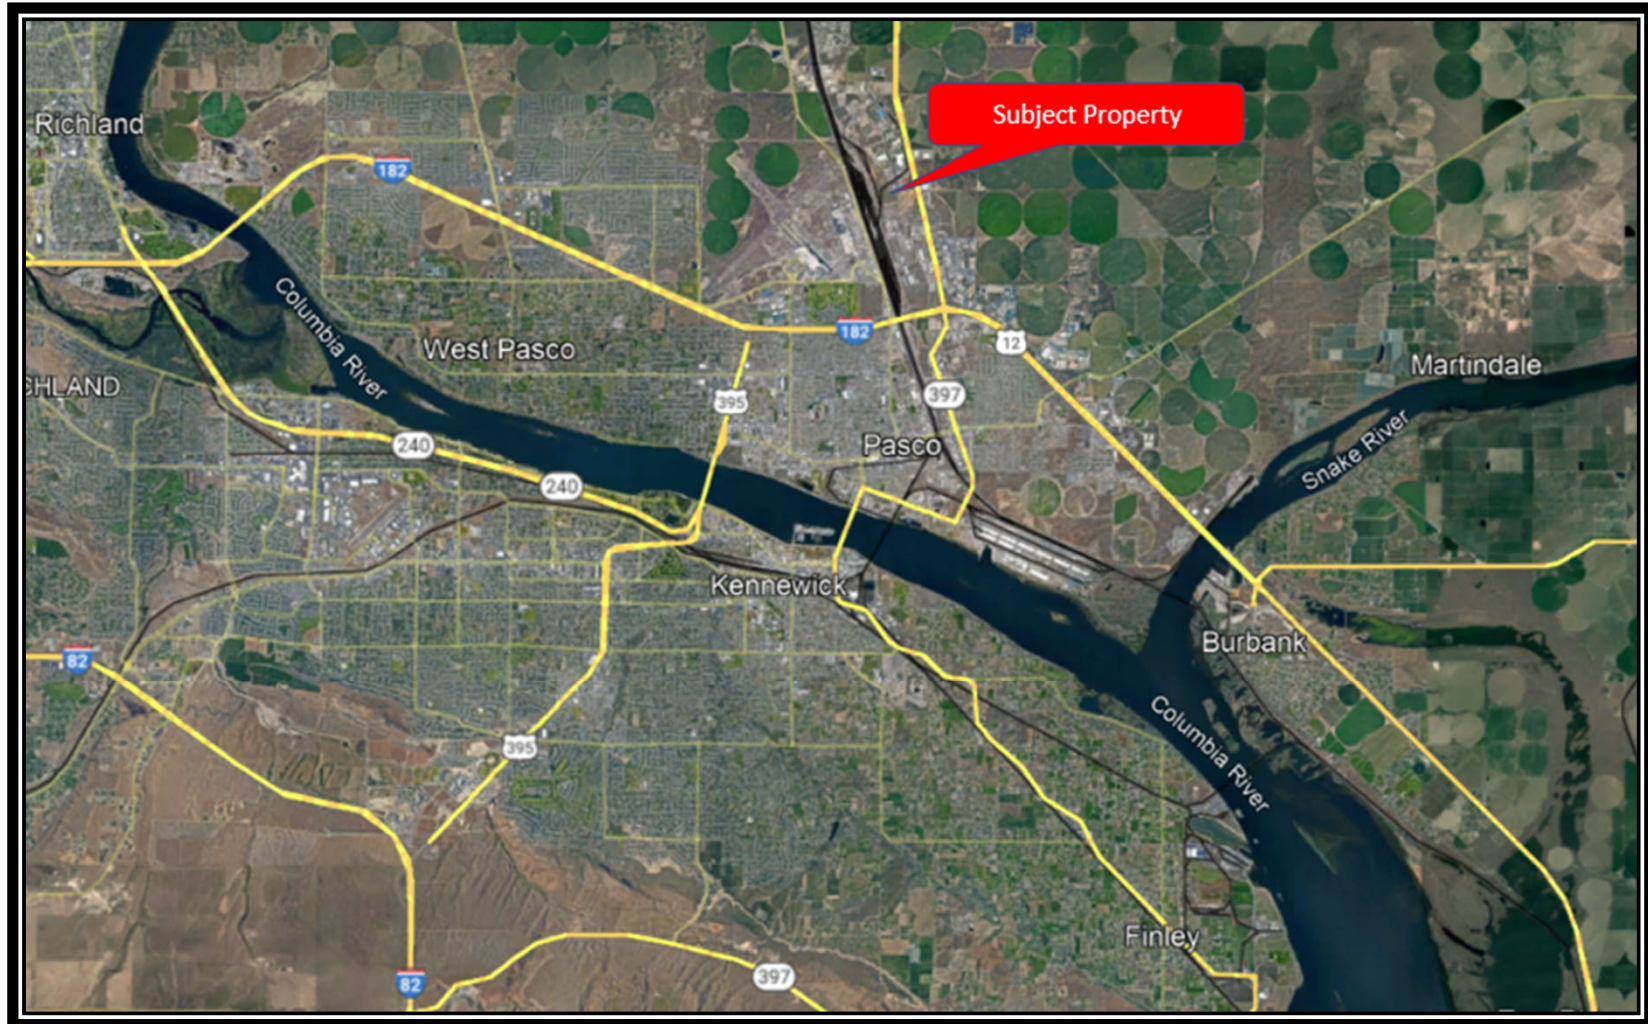 Subject Property
Richland
182
Columbia River
182
12
West Pasco
Martindale
CHLAND
395
397
Snake River
240
Pasco
240
Kennewick
Burbank
82
Columbia River
395
Finley
397
82